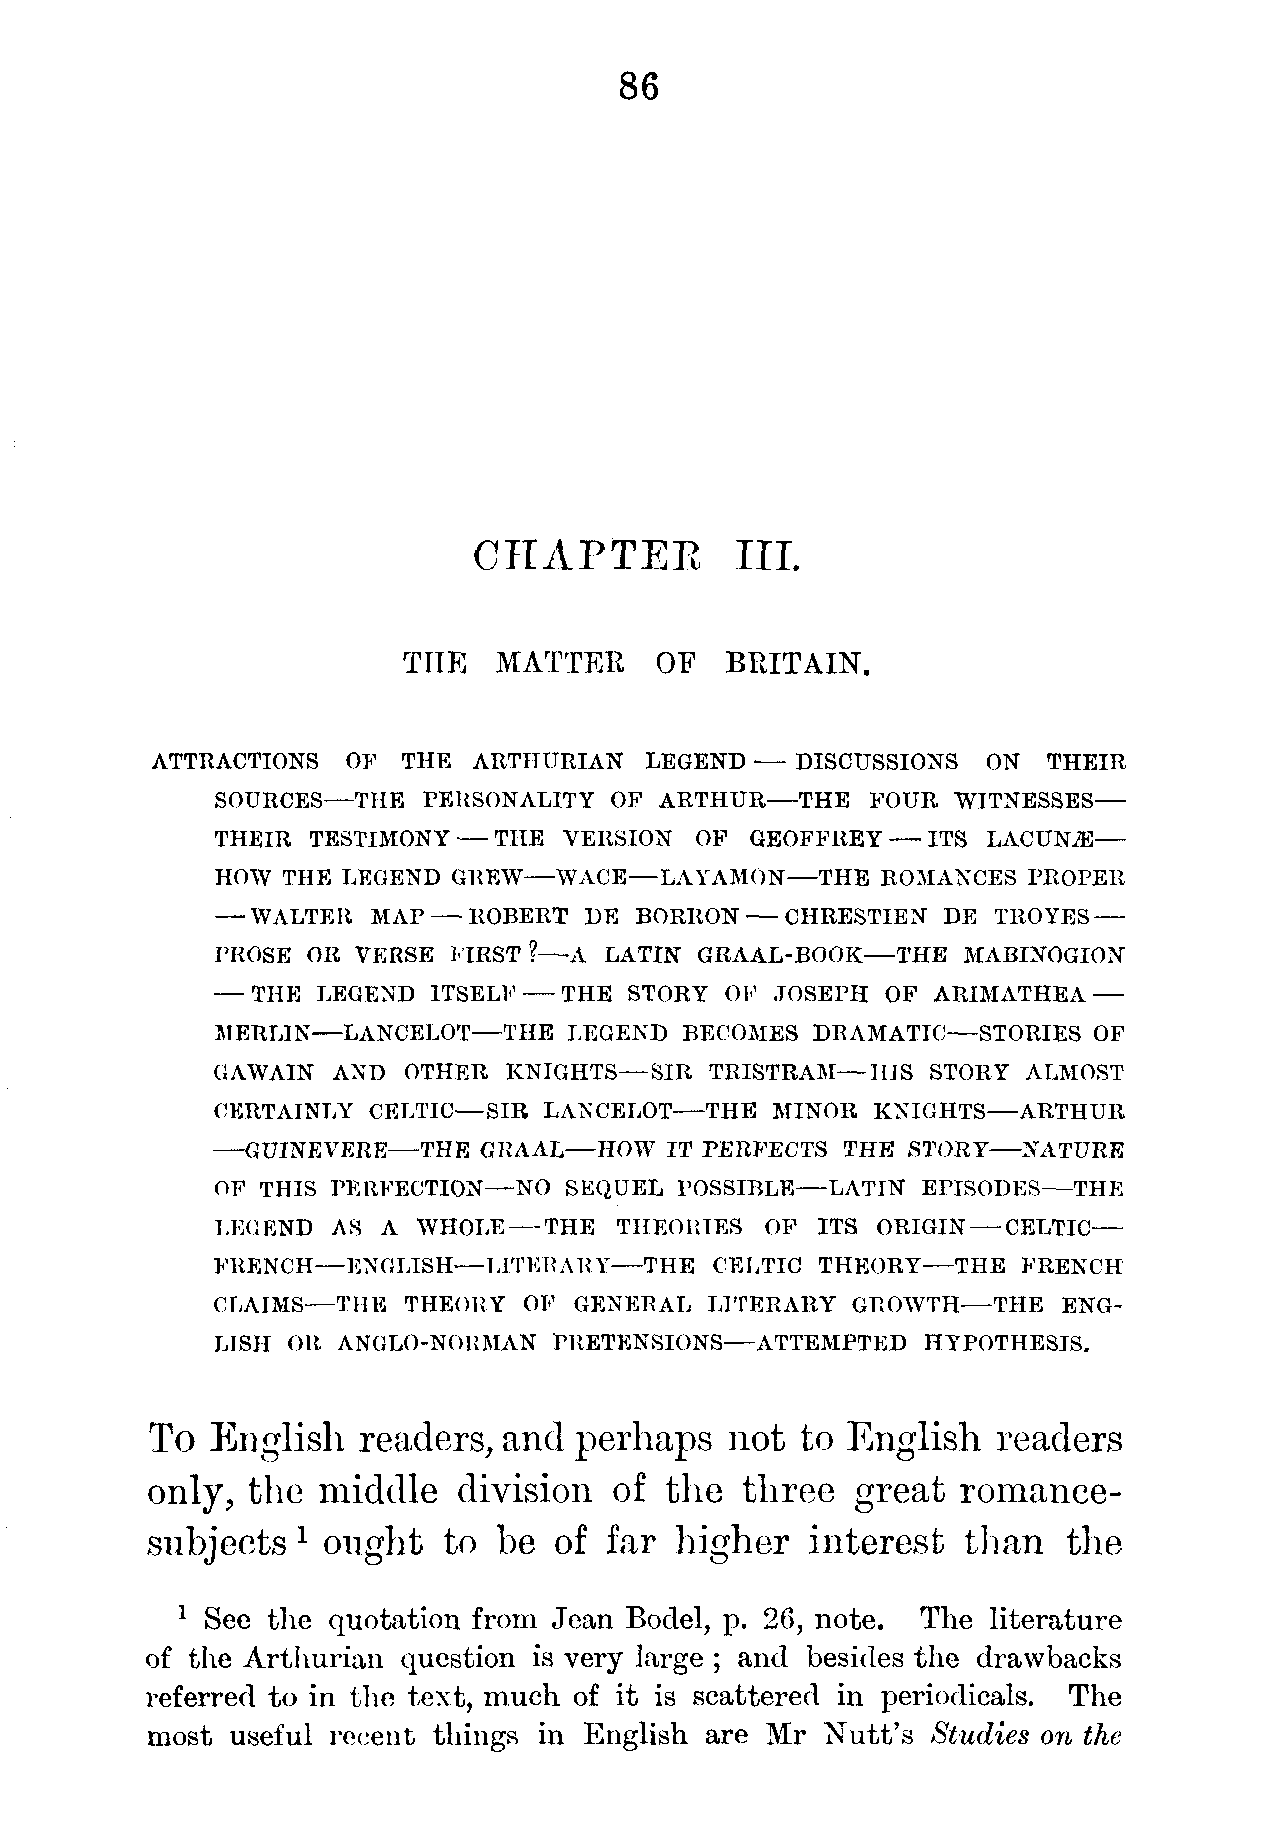 86
CHAPTER III.
THE MATTER OF BRITAIN.
ATTRACTIONS OF THE ARTHURIAN LEGEND — DISCUSSIONS ON THEIR
SOURCES—THE PERSONALITY OF ARTHUR—THE FOUR WITNESSES—
THEIR TESTIMONY — THE VERSION OF GEOFFREY — ITS LACUNÆ—
HOW THE LEGEND GREW—WACE—LAYAMON—THE ROMANCES PROPER
—WALTER MAP — ROBERT DE BORRON — CHRESTIEN DE TROYES—
PROSE OR VERSE FIRST?—A LATIN GRAAL-BOOK—THE MABINOGION
— THE LEGEND ITSELF — THE STORY OF JOSEPH OF ARIMATHEA —
MERLIN—LANCELOT—THE LEGEND BECOMES DRAMATIC—STORIES OF
GAWAIN AND OTHER KNIGHTS—SIR TRISTRAM—HIS STORY ALMOST
CERTAINLY CELTIC—SIR LANCELOT—THE MINOR KNIGHTS—ARTHUR
—GUINEVERE—THE GRAAL—HOW IT PERFECTS THE STORY—NATURE
OF THIS PERFECTION—NO SEQUEL POSSIBLE—LATIN EPISODES—THE
LEGEND AS A WHOLE—THE THEORIES OF ITS ORIGIN—CELTIC—
FRENCH—ENGLISH—LITERARY—THE CELTIC THEORY—THE FRENCH
CLAIMS—THE THEORY OF GENERAL LITERARY GROWTH—THE ENG-
LISH OR ANGLO-NORMAN PRETENSIONS—ATTEMPTED HYPOTHESIS.
To English readers, and perhaps not to English readers
only, the middle division of the three great romance-
subjects ¹ ought to be of far higher interest than the
¹ See the quotation from Jean Bodel, p. 26, note. The literature
of the Arthurian question is very large ; and besides the drawbacks
referred to in the text, much of it is scattered in periodicals. The
most useful recent things in English are Mr Nutt's Studies on the